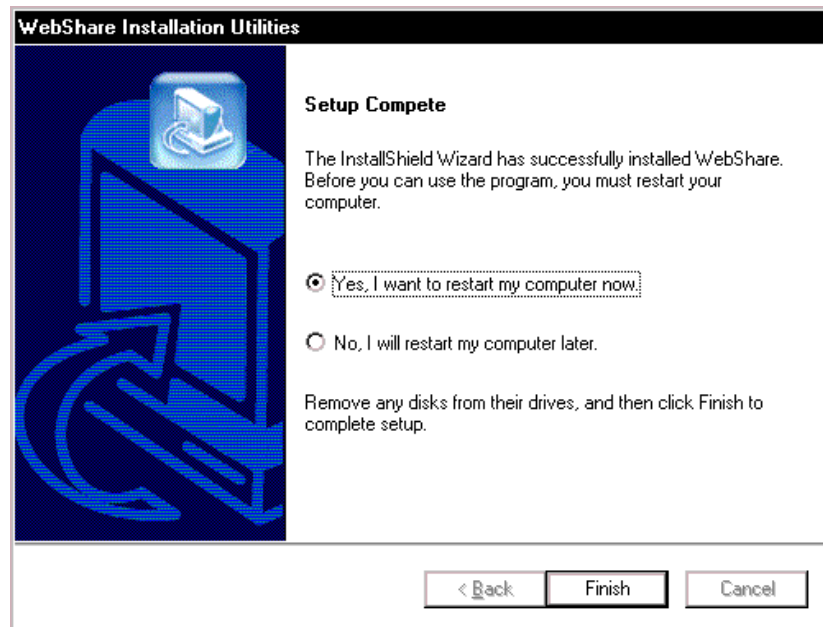 WebShare Installation Utilities
Setup Compete
The InstallShield Wizard has successfully installed WebShare.
Before you can use the program, you must restart your
computer.
Yes, I want to restart my computer now.
No, I will restart my computer later.
Remove any disks from their drives, and then click Finish to
complete setup.
< Back Finish Cancel